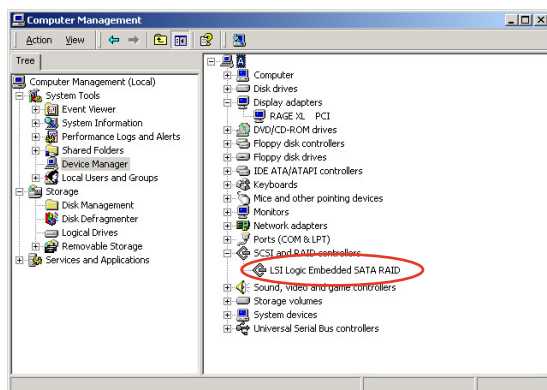 Computer Management
Action View
Tree
Computer Management (Local)
System Tools
Event Viewer
System Information
Performance Logs and Alerts
Shared Folders
Device Manager
Local Users and Groups
Storage
Disk Management
Disk Defragmenter
Logical Drives
Removable Storage
Services and Applications
A
Computer
Disk drives
Display adapters
RAGE XL PCI
DVD/CD-ROM drives
Floppy disk controllers
Floppy disk drives
IDE ATA/ATAPI controllers
Keyboards
Mice and other pointing devices
Monitors
Network adapters
Ports (COM & LPT)
SCSI and RAID controllers
LSI Logic Embedded SATA RAID
Sound, video and game controllers
Storage volumes
System devices
Universal Serial Bus controllers